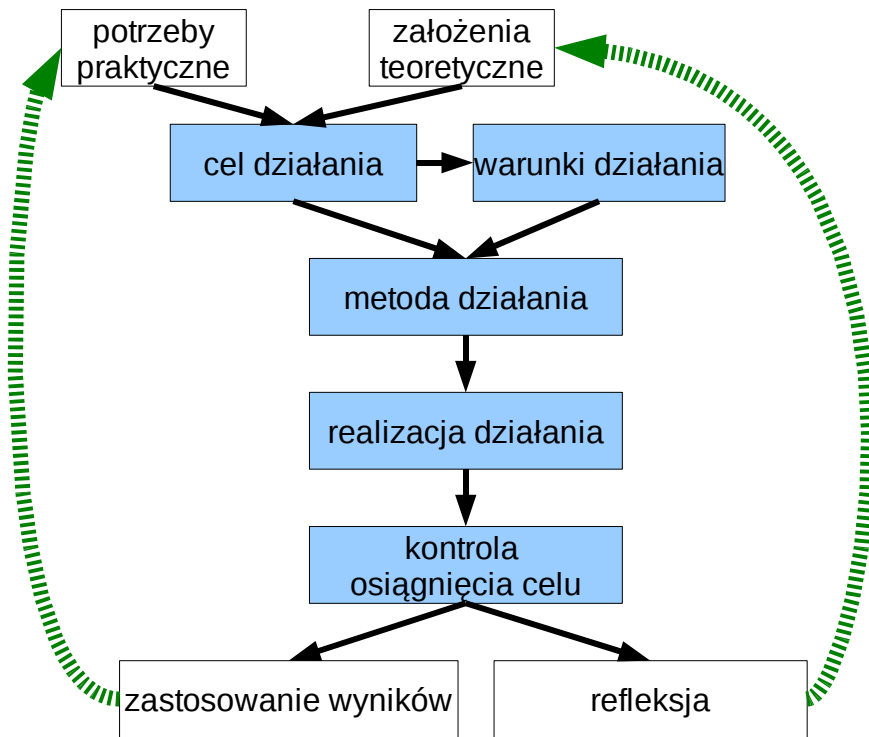 potrzeby
praktyczne
założenia
teoretyczne
cel działania
warunki działania
metoda działania
realizacja działania
kontrola
osiągnięcia celu
zastosowanie wyników
refleksja